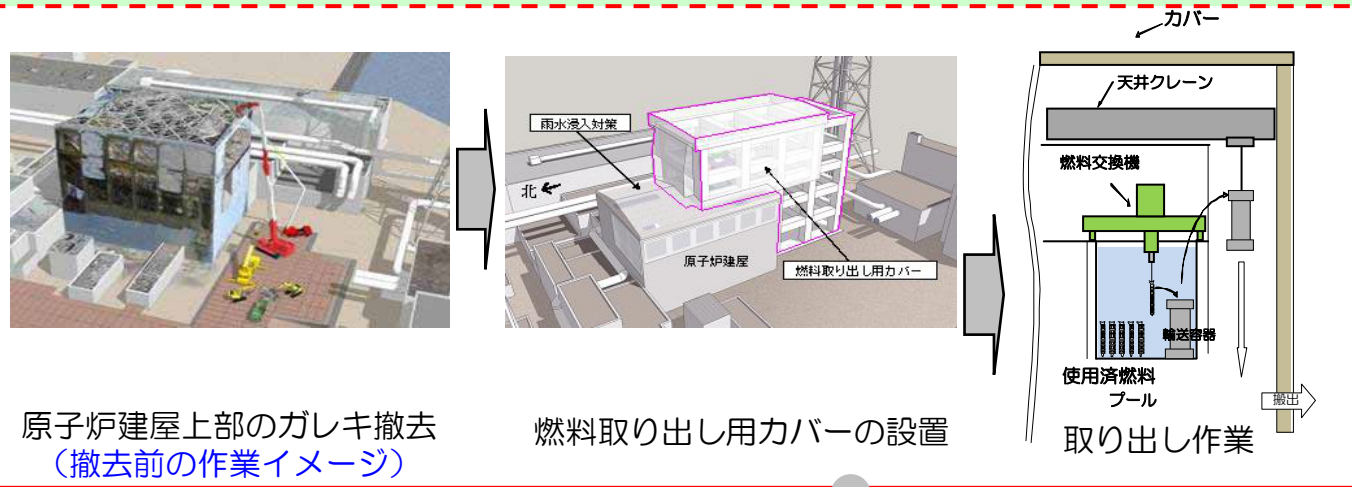 原子炉建屋上部のガレキ撤去
（撤去前の作業イメージ）
雨水浸入対策
北
原子炉建屋
燃料取り出し用カバー
燃料取り出し用カバーの設置
カバー
天井クレーン
燃料交換機
輸送容器
使用済燃料
プール
搬出
取り出し作業